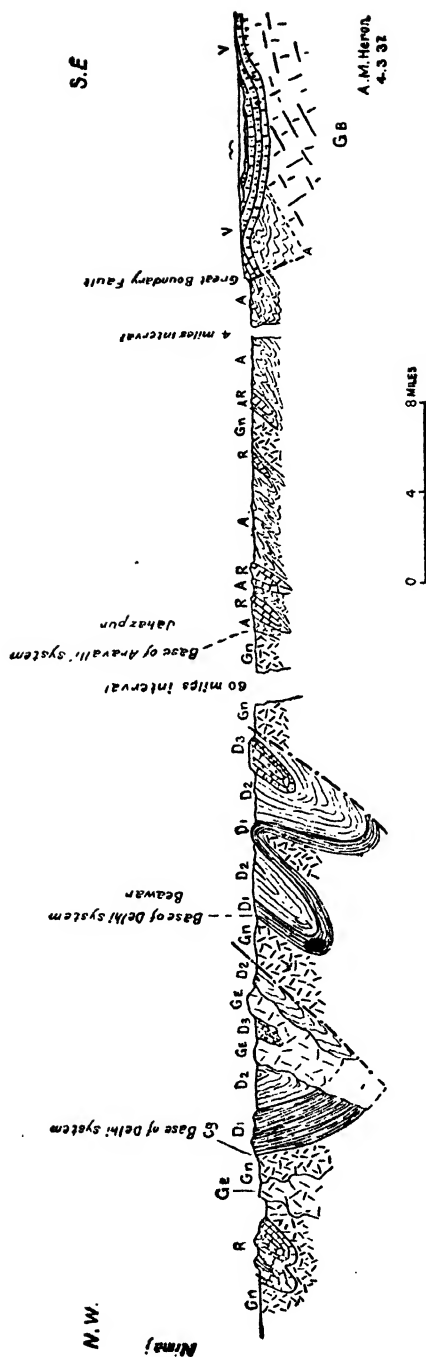 N.W.
S.E
Nimaj
Gn
R
Ge
Gn
Base of Delhi system
D1
D2
GE
D3
GE
D2
Gn
Base of Delhi system
Beawar
D1
D2
D1
D2
D3
Gn
60 miles interval
Gn
Base of Aravalli system
Jahazpur
A
R
A
R
A
R
Gn
AR
A
4 miles interval
A
Great Boundary Fault
V
V
A
GB
A.M. Heron.
4.3.32
0 4 8 MILES